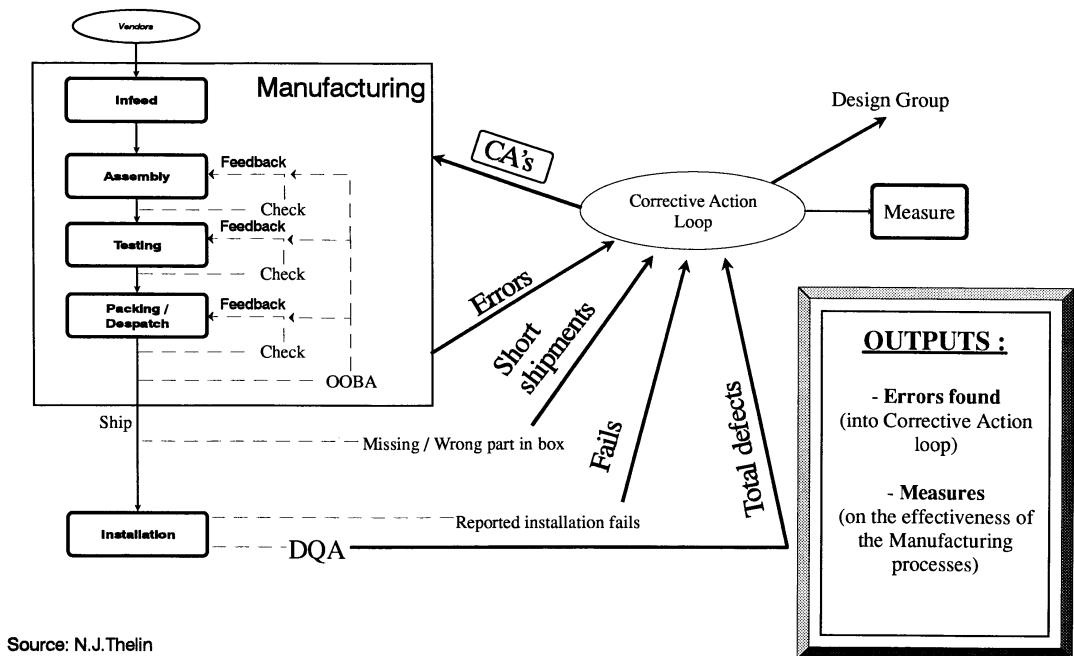 Vendors
Manufacturing
Infeed
Assembly
Feedback
Check
Testing
Feedback
Check
Packing /
Despatch
Feedback
Check
OOBA
Ship
Missing / Wrong part in box
Reported installation fails
Installation
DQA
CA's
Errors
Short
shipments
Fails
Total defects
Corrective Action
Loop
Design Group
Measure
OUTPUTS :
- Errors found
(into Corrective Action
loop)
- Measures
(on the effectiveness of
the Manufacturing
processes)
Source: N.J.Thelin